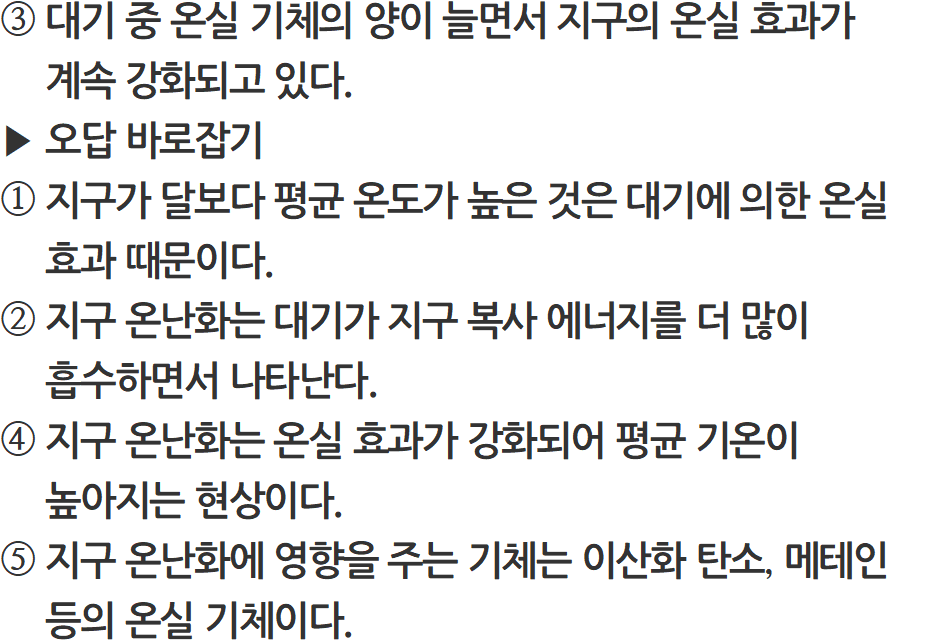 ③ 대기 중 온실 기체의 양이 늘면서 지구의 온실 효과가
계속 강화되고 있다.
▶ 오답 바로잡기
① 지구가 달보다 평균 온도가 높은 것은 대기에 의한 온실
효과 때문이다.
② 지구 온난화는 대기가 지구 복사 에너지를 더 많이
흡수하면서 나타난다.
④ 지구 온난화는 온실 효과가 강화되어 평균 기온이
높아지는 현상이다.
⑤ 지구 온난화에 영향을 주는 기체는 이산화 탄소, 메테인
등의 온실 기체이다.